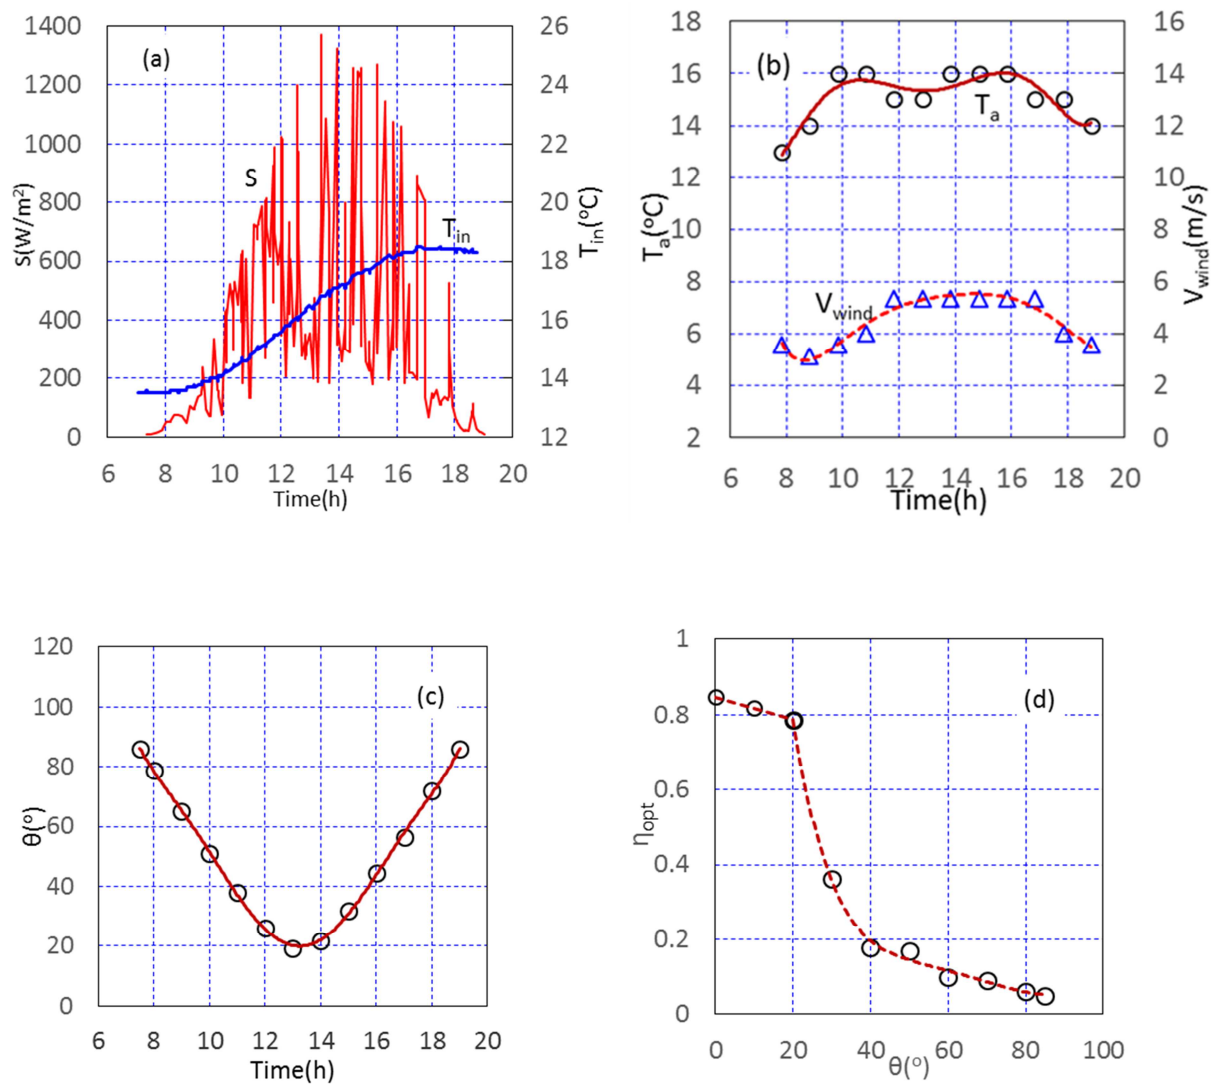 1400
1200
1000
800
600
400
200
0
S(W/m²)
(a)
S
T_in
26
24
22
20
18
16
14
12
T_in(°C)
6 8 10 12 14 16 18 20
Time(h)
18
16
14
12
10
8
6
4
2
T_a(°C)
(b)
T_a
V_wind
16
14
12
10
8
6
4
2
0
V_wind(m/s)
6 8 10 12 14 16 18 20
Time(h)
120
100
80
60
40
20
0
θ(°)
(c)
6 8 10 12 14 16 18 20
Time(h)
1
0.8
0.6
0.4
0.2
0
η_opt
(d)
0 20 40 60 80 100
θ(°)